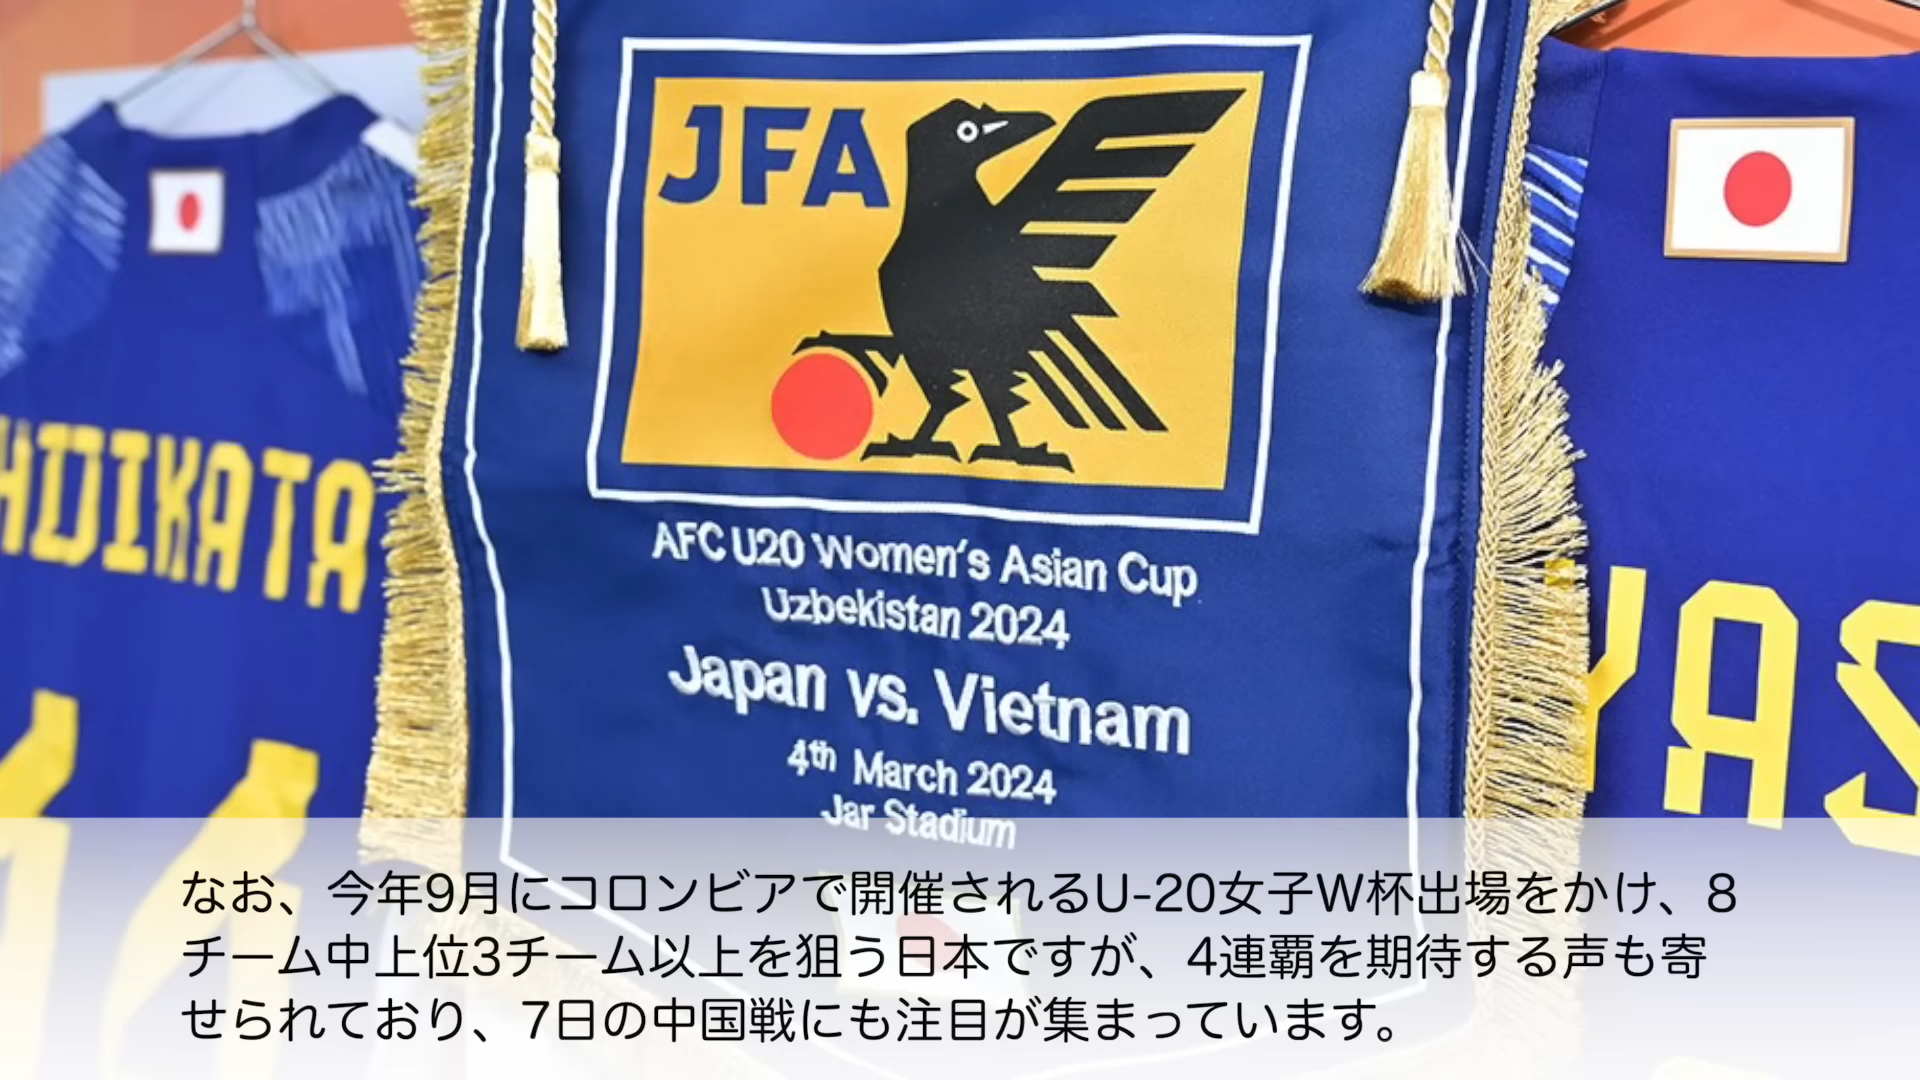 JFA
HIJIKATA
AFC U20 Women's Asian Cup
Uzbekistan 2024
Japan vs. Vietnam
4th March 2024
Jar Stadium
なお、今年9月にコロンビアで開催されるU-20女子W杯出場をかけ、8
チーム中上位3チーム以上を狙う日本ですが、4連覇を期待する声も寄
せられており、7日の中国戦にも注目が集まっています。